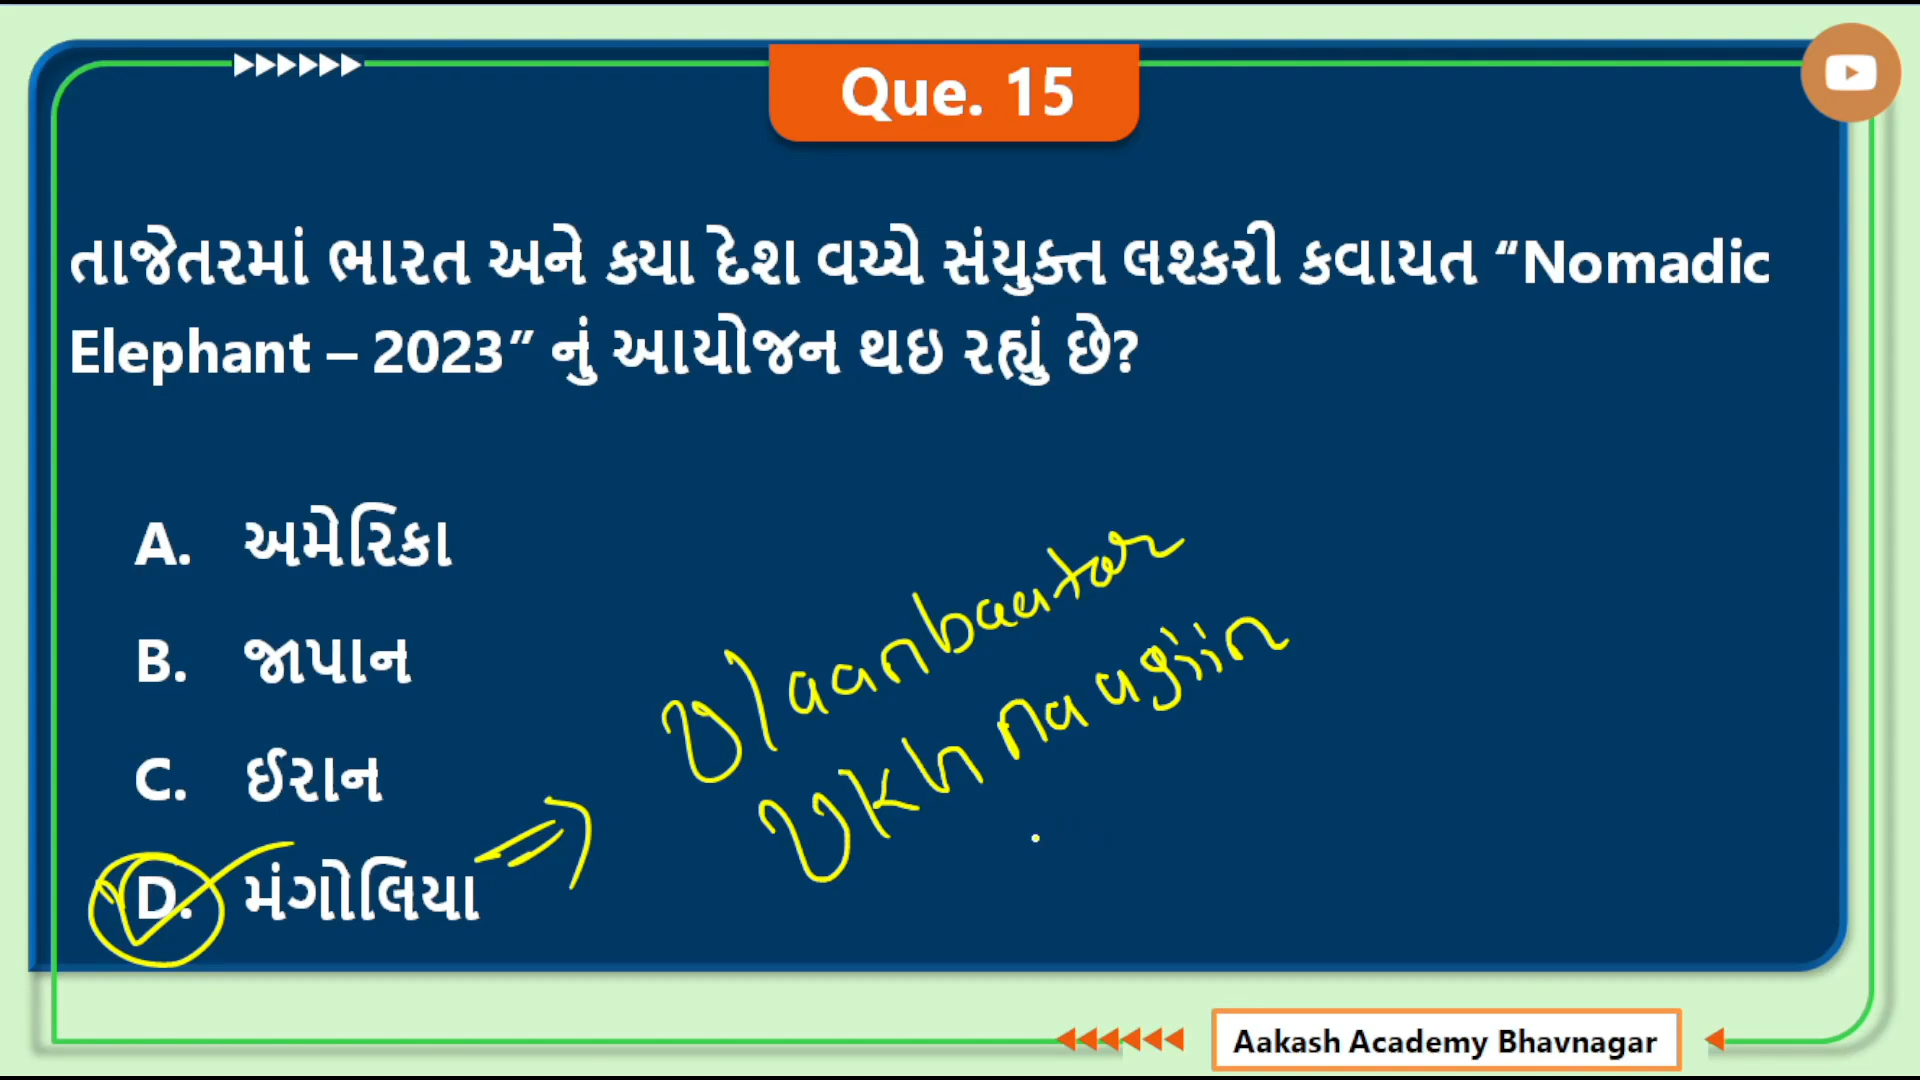 Que. 15
તાજેતરમાં ભારત અને ક્યા દેશ વચ્ચે સંયુક્ત લશ્કરી કવાયત “Nomadic
Elephant – 2023” નું આયોજન થઇ રહ્યું છે?
A. અમેરિકા
B. જાપાન
C. ઈરાન
D. મંગોલિયા
Ulaanbaatar
Ukhnaagiin
Aakash Academy Bhavnagar